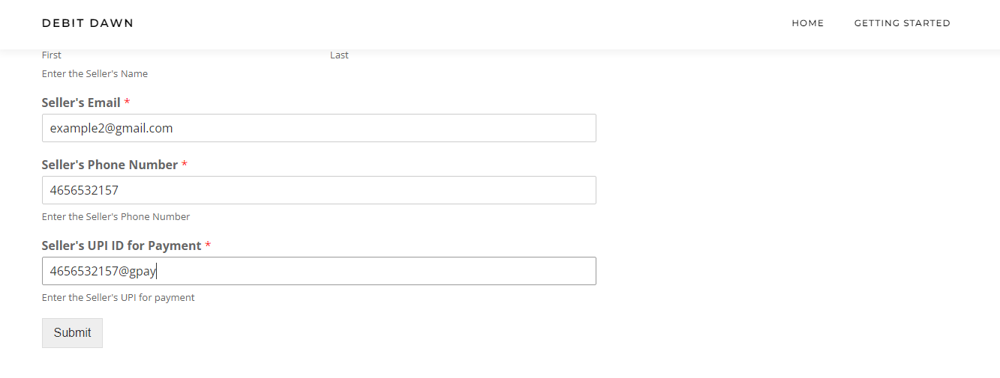 DEBIT DAWN HOME GETTING STARTED
First Last
Enter the Seller's Name
Seller's Email *
example2@gmail.com
Seller's Phone Number *
4656532157
Enter the Seller's Phone Number
Seller's UPI ID for Payment *
4656532157@gpay
Enter the Seller's UPI for payment
Submit